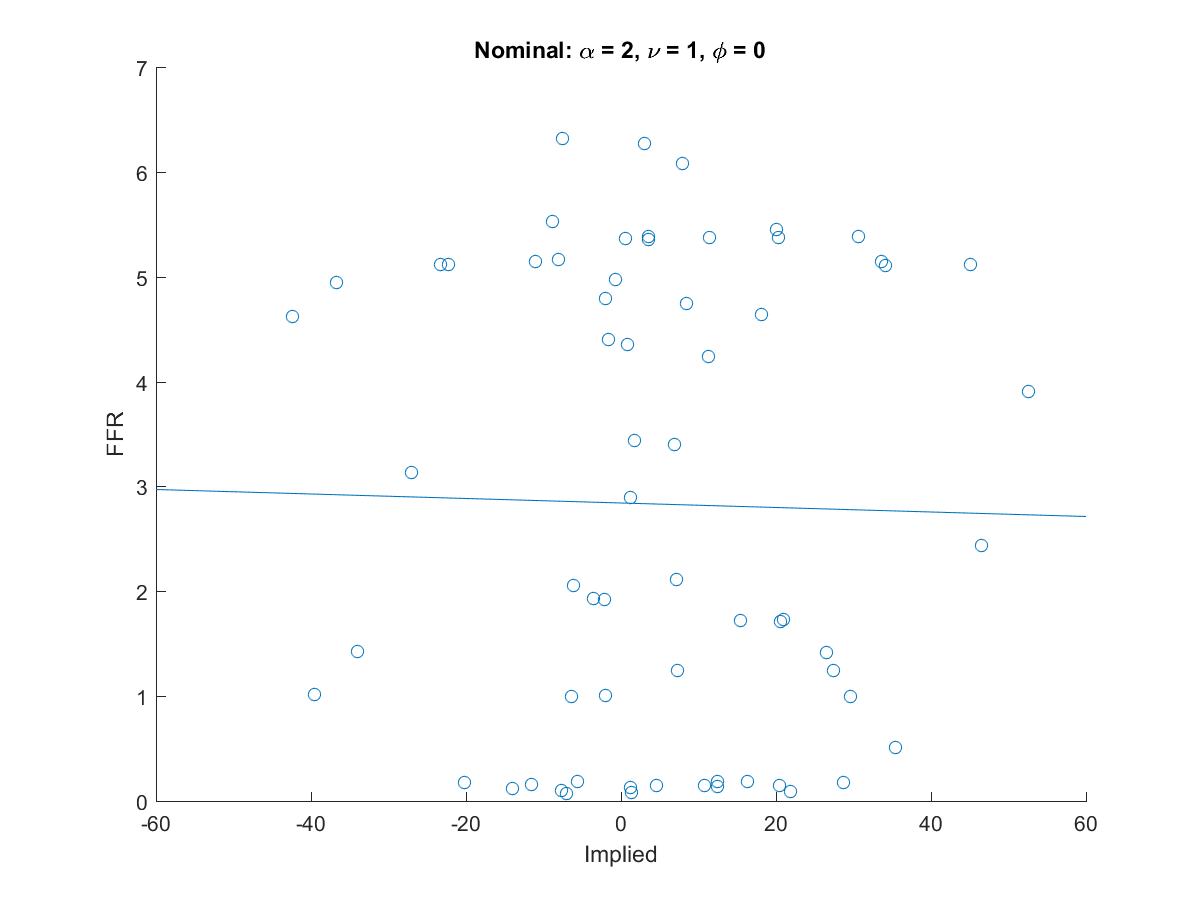 Nominal: α = 2, ν = 1, ϕ = 0
7
6
5
4
3
2
1
0
FFR
-60 -40 -20 0 20 40 60
Implied